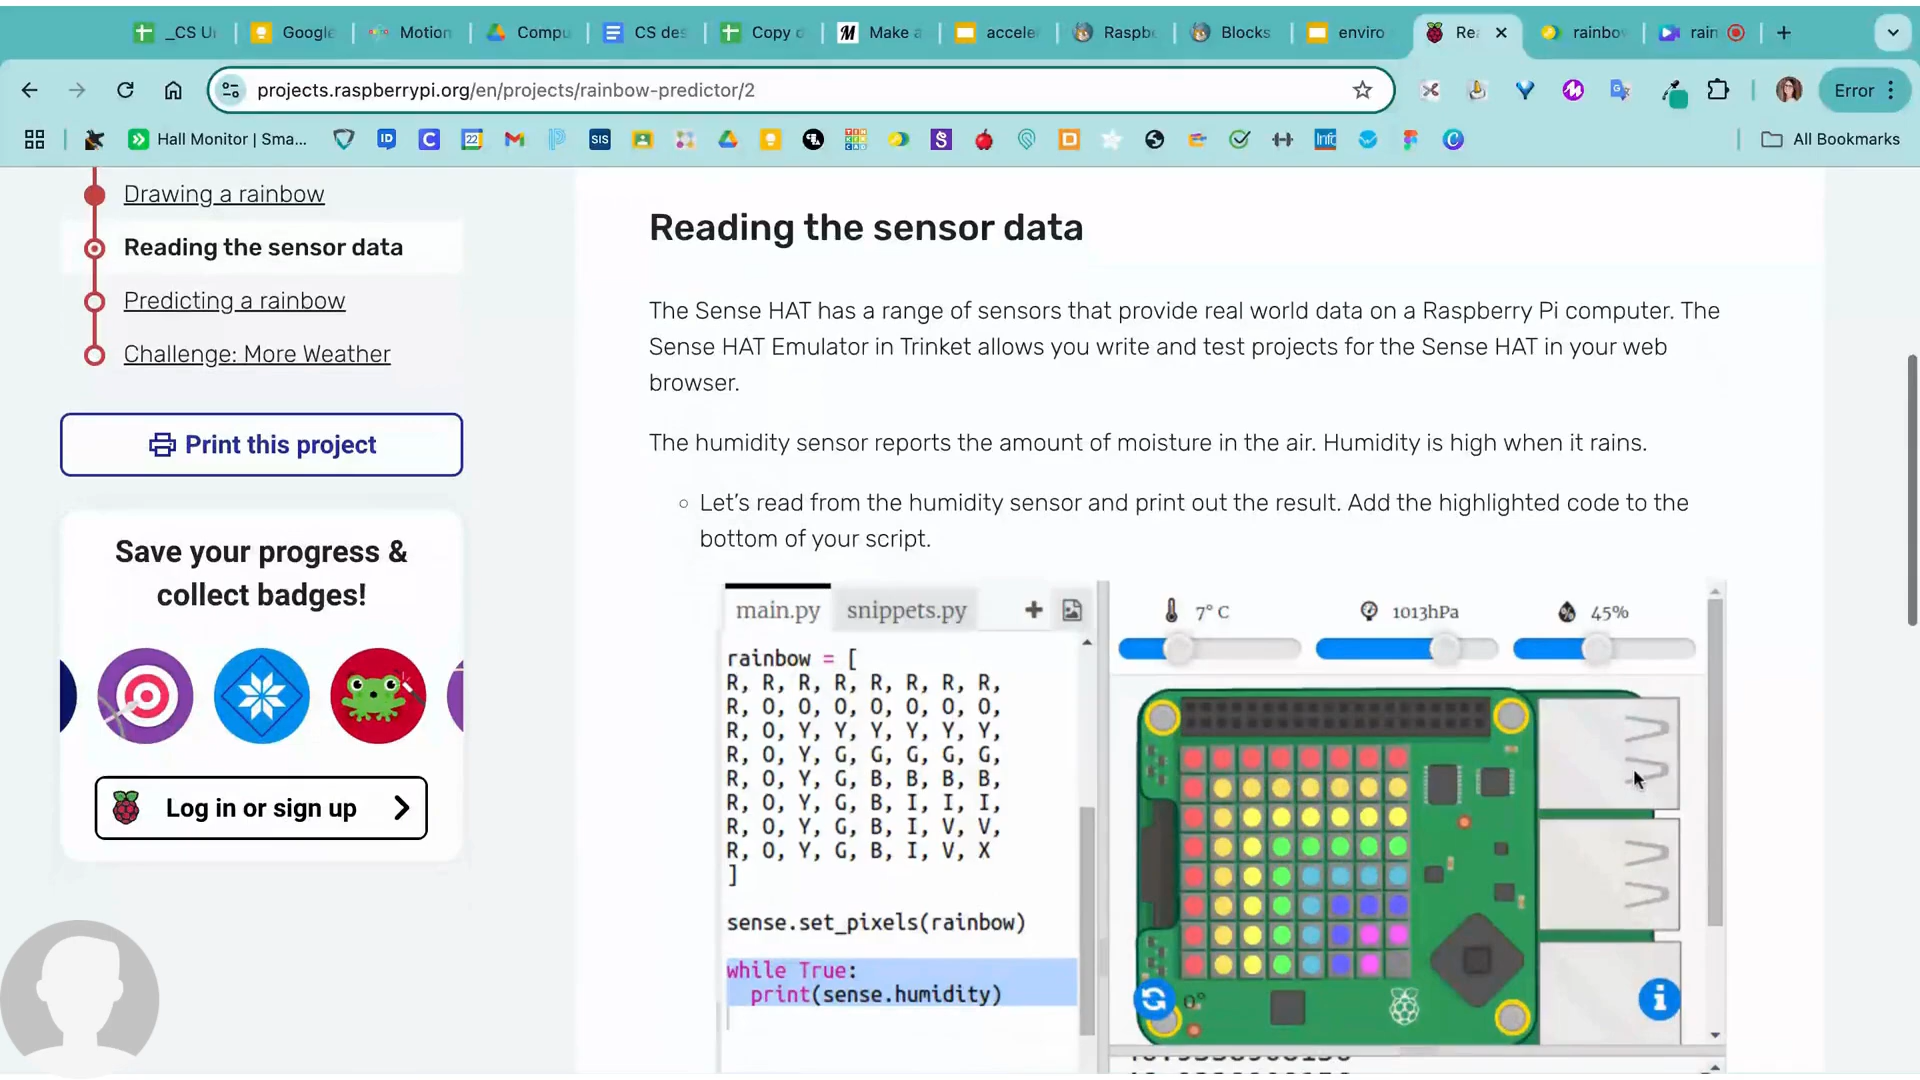 _CS U
Google
Motion
Compu
CS des
Copy o
Make a
accele
Raspb
Blocks
enviro
Rea
rainbow
rain
projects.raspberrypi.org/en/projects/rainbow-predictor/2
Error
Hall Monitor | Sma...
ID
C
22
SIS
S
Info
All Bookmarks
Drawing a rainbow
Reading the sensor data
Predicting a rainbow
Challenge: More Weather
Print this project
Save your progress &
collect badges!
Log in or sign up
Reading the sensor data
The Sense HAT has a range of sensors that provide real world data on a Raspberry Pi computer. The
Sense HAT Emulator in Trinket allows you write and test projects for the Sense HAT in your web
browser.
The humidity sensor reports the amount of moisture in the air. Humidity is high when it rains.
Let’s read from the humidity sensor and print out the result. Add the highlighted code to the
bottom of your script.
main.py snippets.py
rainbow = [
R, R, R, R, R, R, R, R,
R, O, O, O, O, O, O, O,
R, O, Y, Y, Y, Y, Y, Y,
R, O, Y, G, G, G, G, G,
R, O, Y, G, B, B, B, B,
R, O, Y, G, B, I, I, I,
R, O, Y, G, B, I, V, V,
R, O, Y, G, B, I, V, X
]
sense.set_pixels(rainbow)
while True:
print(sense.humidity)
7° C 1013hPa 45%
0°